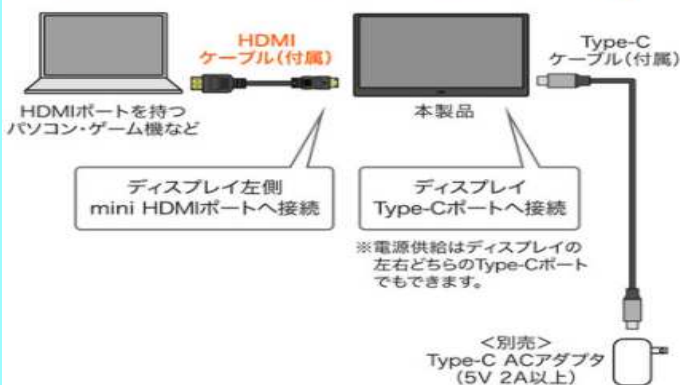 HDMI
ケーブル(付属)
Type-C
ケーブル(付属)
HDMIポートを持つ
パソコン・ゲーム機など
本製品
ディスプレイ左側
mini HDMIポートへ接続
ディスプレイ
Type-Cポートへ接続
※電源供給はディスプレイの
左右どちらのType-Cポート
でもできます。
<別売>
Type-C ACアダプタ
(5V 2A以上)